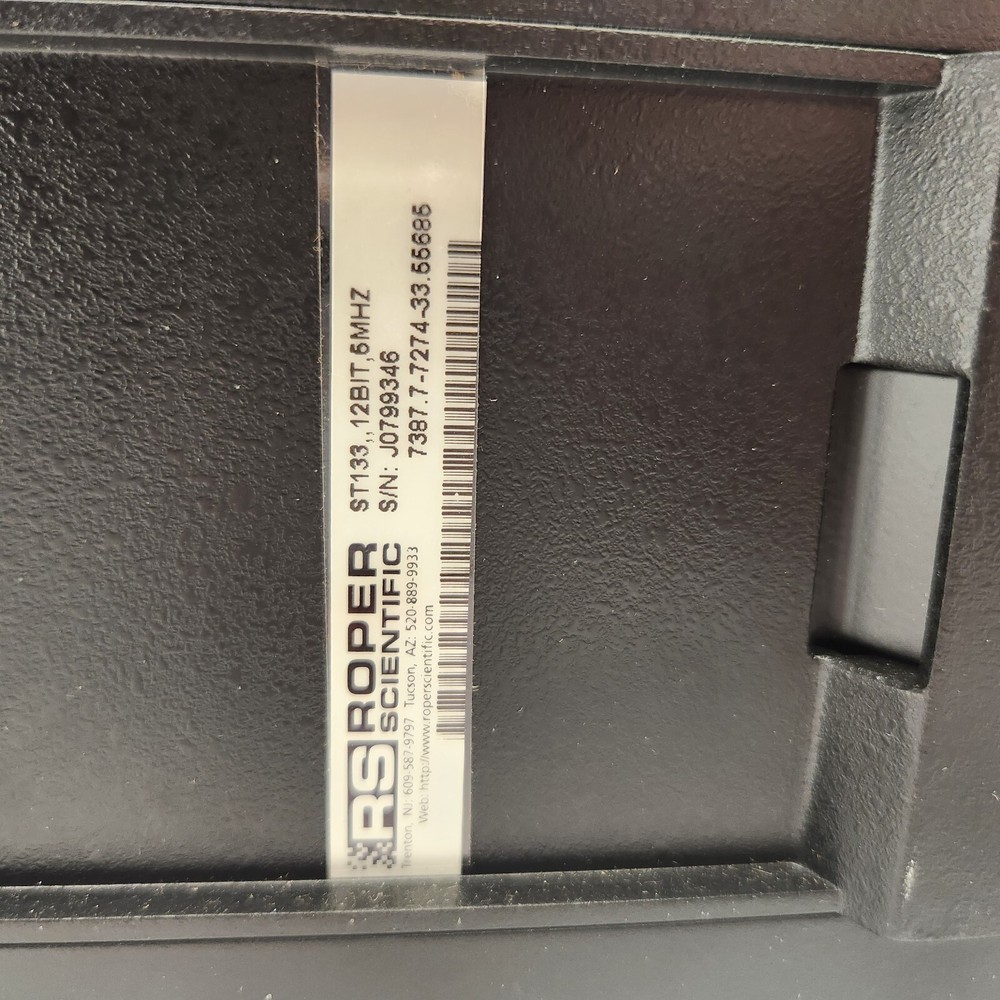 RS ROPER
SCIENTIFIC
Trenton, NJ: 609-587-9797 Tucson, AZ: 520-889-9933
Web: http://www.roperscientific.com
ST133,,12BIT,5MHZ
S/N: J0799346
7387.7-7274-33.55685